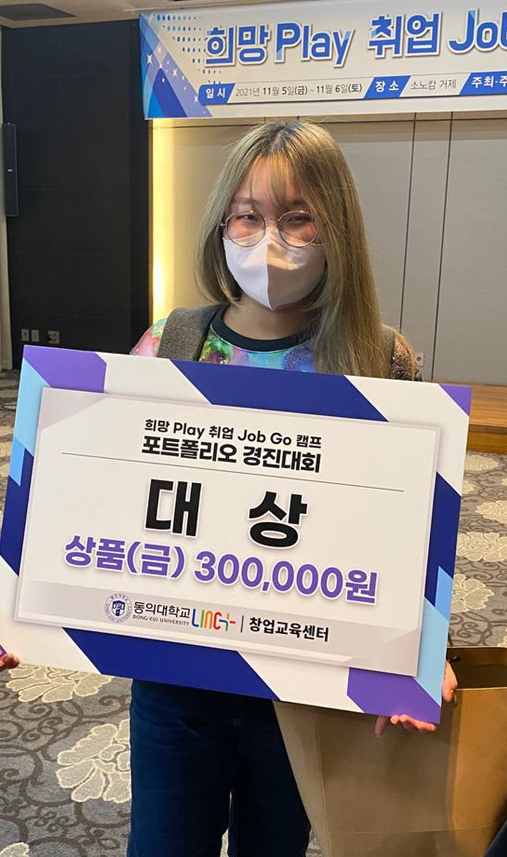 희망 Play 취업 Job
일 시 2021년 11월 5일(금) ~11월 6일(토) 장 소 소노캄 거제 주최·주
희망 Play 취업 Job Go 캠프
포트폴리오 경진대회
대 상
상품(금) 300,000원
동의대학교
DONG-EUI UNIVERSITY
LINC+
창업교육센터